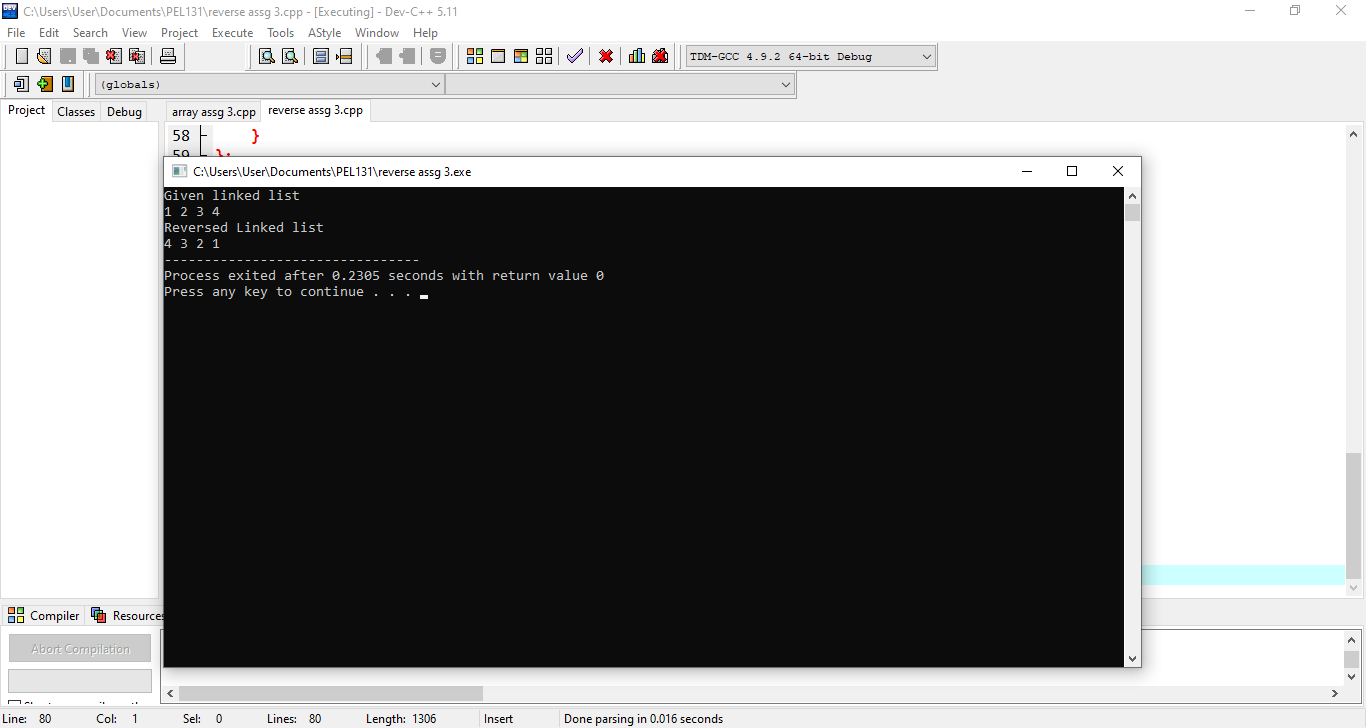 C:\Users\User\Documents\PEL131\reverse assg 3.cpp - [Executing] - Dev-C++ 5.11
File Edit Search View Project Execute Tools AStyle Window Help
TDM-GCC 4.9.2 64-bit Debug
(globals)
Project Classes Debug array assg 3.cpp reverse assg 3.cpp
58 }
59 };
C:\Users\User\Documents\PEL131\reverse assg 3.exe
Given linked list
1 2 3 4
Reversed Linked list
4 3 2 1
--------------------------------
Process exited after 0.2305 seconds with return value 0
Press any key to continue . . .
Compiler Resources
Abort Compilation
Line: 80 Col: 1 Sel: 0 Lines: 80 Length: 1306 Insert Done parsing in 0.016 seconds